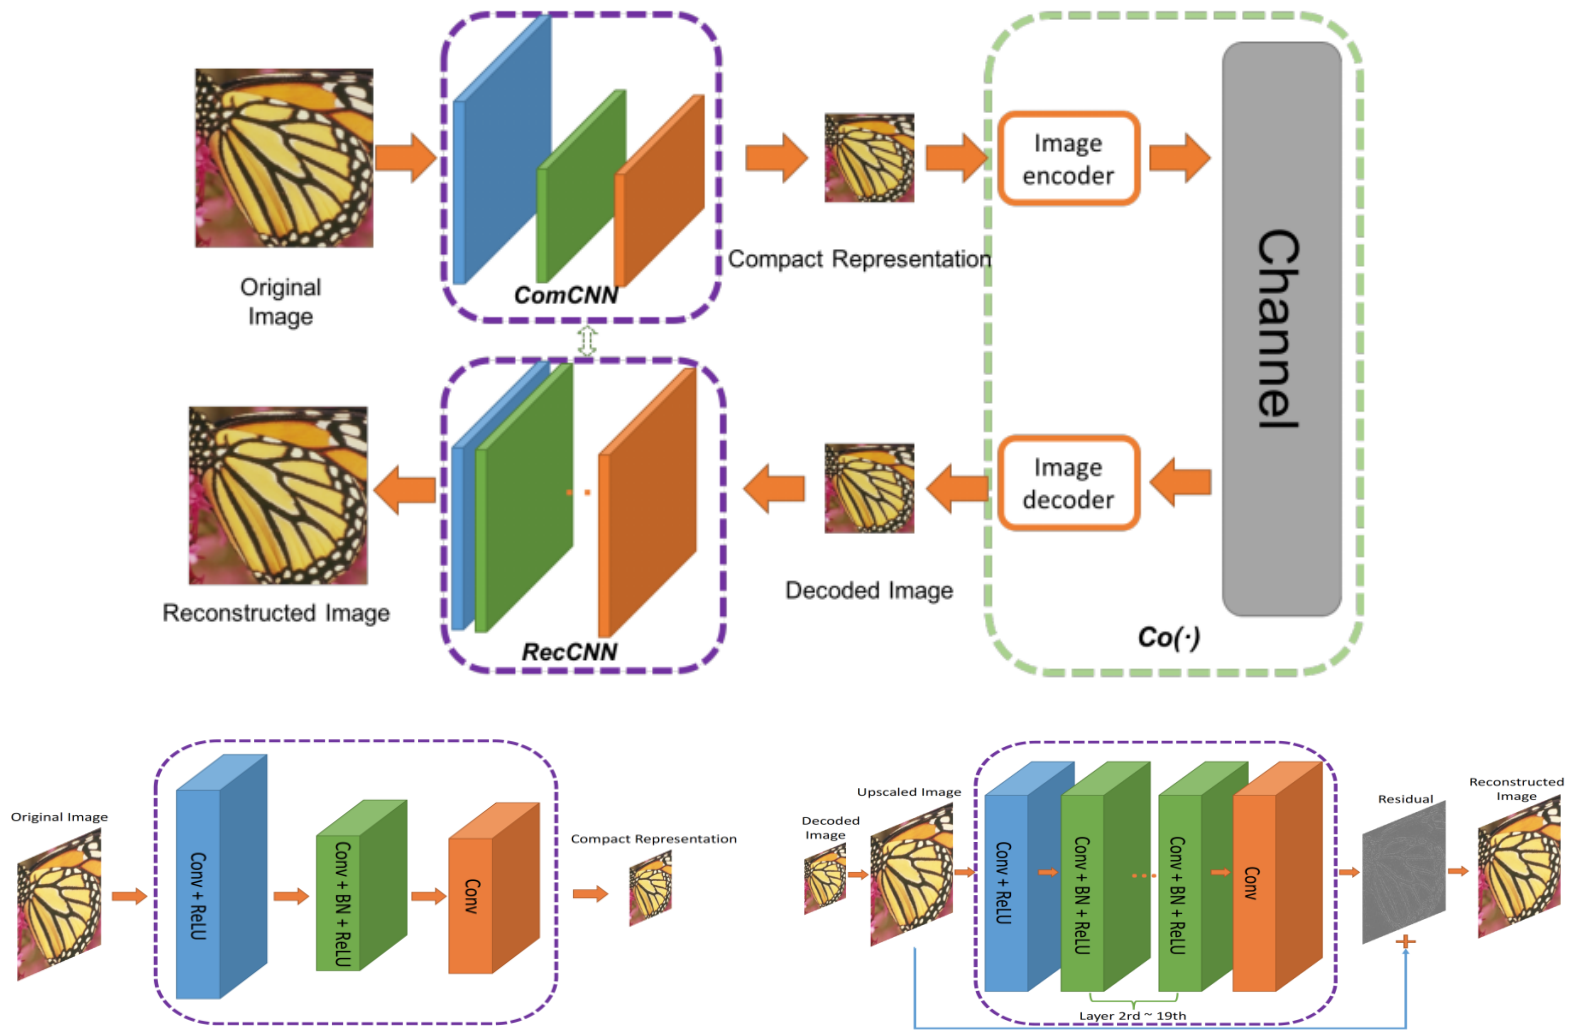 Original
Image
ComCNN
Compact Representation
Image
encoder
Channel
Reconstructed Image
RecCNN
Decoded Image
Image
decoder
Co(·)
Original Image
Conv + ReLU
Conv + BN + ReLU
Conv
Compact Representation
Decoded
Image
Upscaled Image
Conv + ReLU
Conv + BN + ReLU
Conv + BN + ReLU
Conv
Layer 2rd ~ 19th
Residual
+
Reconstructed
Image